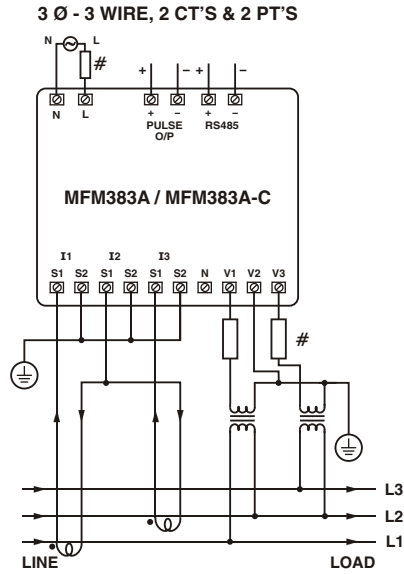 3 Ø - 3 WIRE, 2 CT'S & 2 PT'S
N L
#
+ – + –
N L + – + –
PULSE O/P RS485
MFM383A / MFM383A-C
I1 I2 I3
S1 S2 S1 S2 S1 S2 N V1 V2 V3
#
L3
L2
L1
LINE LOAD